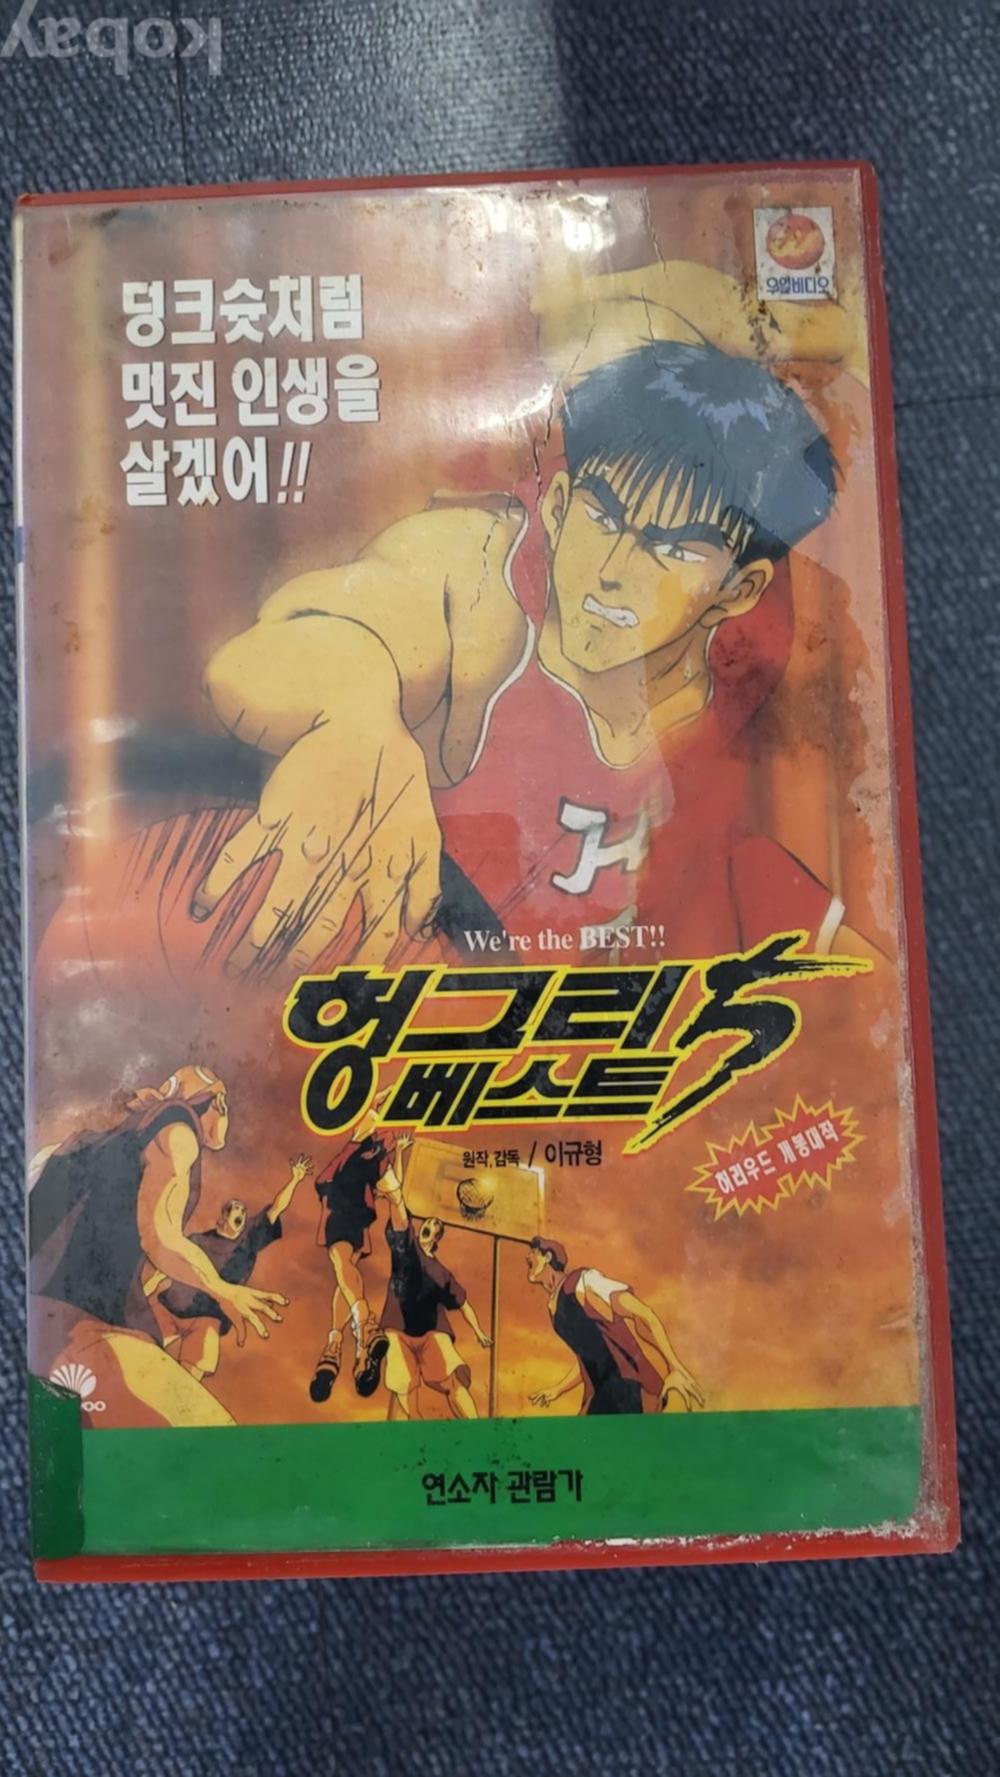 kobay
우일비디오
덩크슛처럼
멋진 인생을
살겠어!!
H
We're the BEST!!
헝그리
베스트 5
원작,감독 / 이규형
허리우드 개봉대작
연소자 관람가